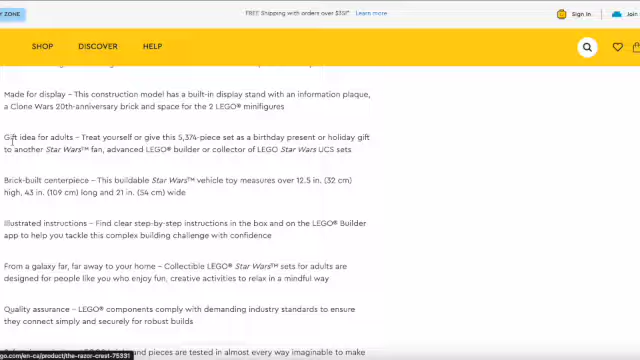 Y ZONE
FREE Shipping with orders over $35!* Learn more
Sign In
Join
SHOP DISCOVER HELP
Made for display – This construction model has a built-in display stand with an information plaque,
a Clone Wars 20th-anniversary brick and space for the 2 LEGO® minifigures
Gift idea for adults – Treat yourself or give this 5,374-piece set as a birthday present or holiday gift
to another Star Wars™ fan, advanced LEGO® builder or collector of LEGO Star Wars UCS sets
Brick-built centerpiece – This buildable Star Wars™ vehicle toy measures over 12.5 in. (32 cm)
high, 43 in. (109 cm) long and 21 in. (54 cm) wide
Illustrated instructions – Find clear step-by-step instructions in the box and on the LEGO® Builder
app to help you tackle this complex building challenge with confidence
From a galaxy far, far away to your home – Collectible LEGO® Star Wars™ sets for adults are
designed for people like you who enjoy fun, creative activities to relax in a mindful way
Quality assurance – LEGO® components comply with demanding industry standards to ensure
they connect simply and securely for robust builds
and pieces are tested in almost every way imaginable to make
go.com/en-ca/product/the-razor-crest-75331